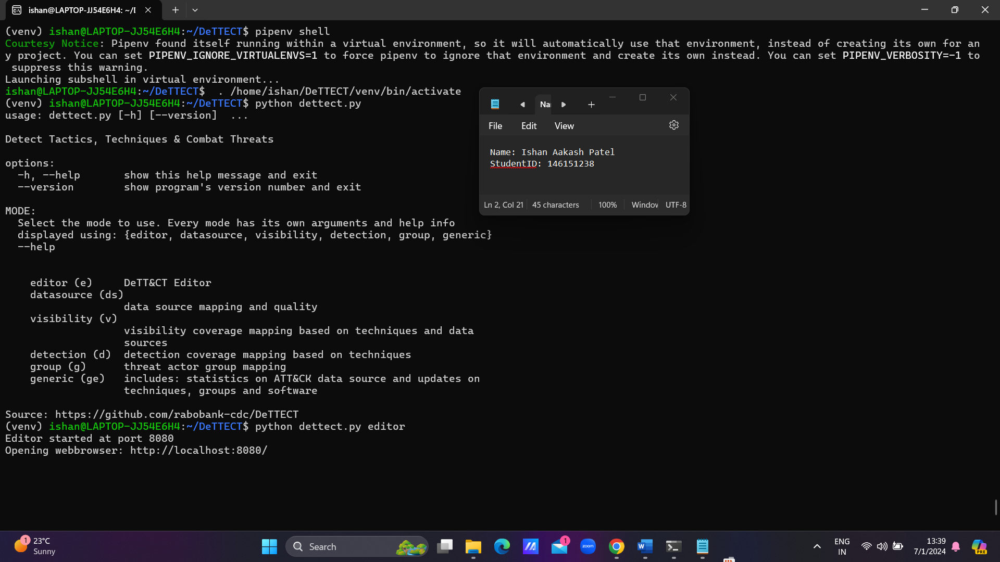 ishan@LAPTOP-JJ54E6H4: ~/
(venv) ishan@LAPTOP-JJ54E6H4:~/DeTTECT$ pipenv shell
Courtesy Notice: Pipenv found itself running within a virtual environment, so it will automatically use that environment, instead of creating its own for an
y project. You can set PIPENV_IGNORE_VIRTUALENVS=1 to force pipenv to ignore that environment and create its own instead. You can set PIPENV_VERBOSITY=-1 to
 suppress this warning.
Launching subshell in virtual environment...
ishan@LAPTOP-JJ54E6H4:~/DeTTECT$  . /home/ishan/DeTTECT/venv/bin/activate
(venv) ishan@LAPTOP-JJ54E6H4:~/DeTTECT$ python dettect.py
usage: dettect.py [-h] [--version]  ...
Detect Tactics, Techniques & Combat Threats
options:
  -h, --help       show this help message and exit
  --version        show program's version number and exit
MODE:
  Select the mode to use. Every mode has its own arguments and help info
  displayed using: {editor, datasource, visibility, detection, group, generic}
  --help
    editor (e)     DeTT&CT Editor
    datasource (ds)
                   data source mapping and quality
    visibility (v)
                   visibility coverage mapping based on techniques and data
                   sources
    detection (d)  detection coverage mapping based on techniques
    group (g)      threat actor group mapping
    generic (ge)   includes: statistics on ATT&CK data source and updates on
                   techniques, groups and software
Source: https://github.com/rabobank-cdc/DeTTECT
(venv) ishan@LAPTOP-JJ54E6H4:~/DeTTECT$ python dettect.py editor
Editor started at port 8080
Opening webbrowser: http://localhost:8080/
Na
File Edit View
Name: Ishan Aakash Patel
StudentID: 146151238
Ln 2, Col 21 45 characters 100% Window UTF-8
1 23°C
Sunny
Search
1
zoom
W
ENG
IN
13:39
7/1/2024
PRE